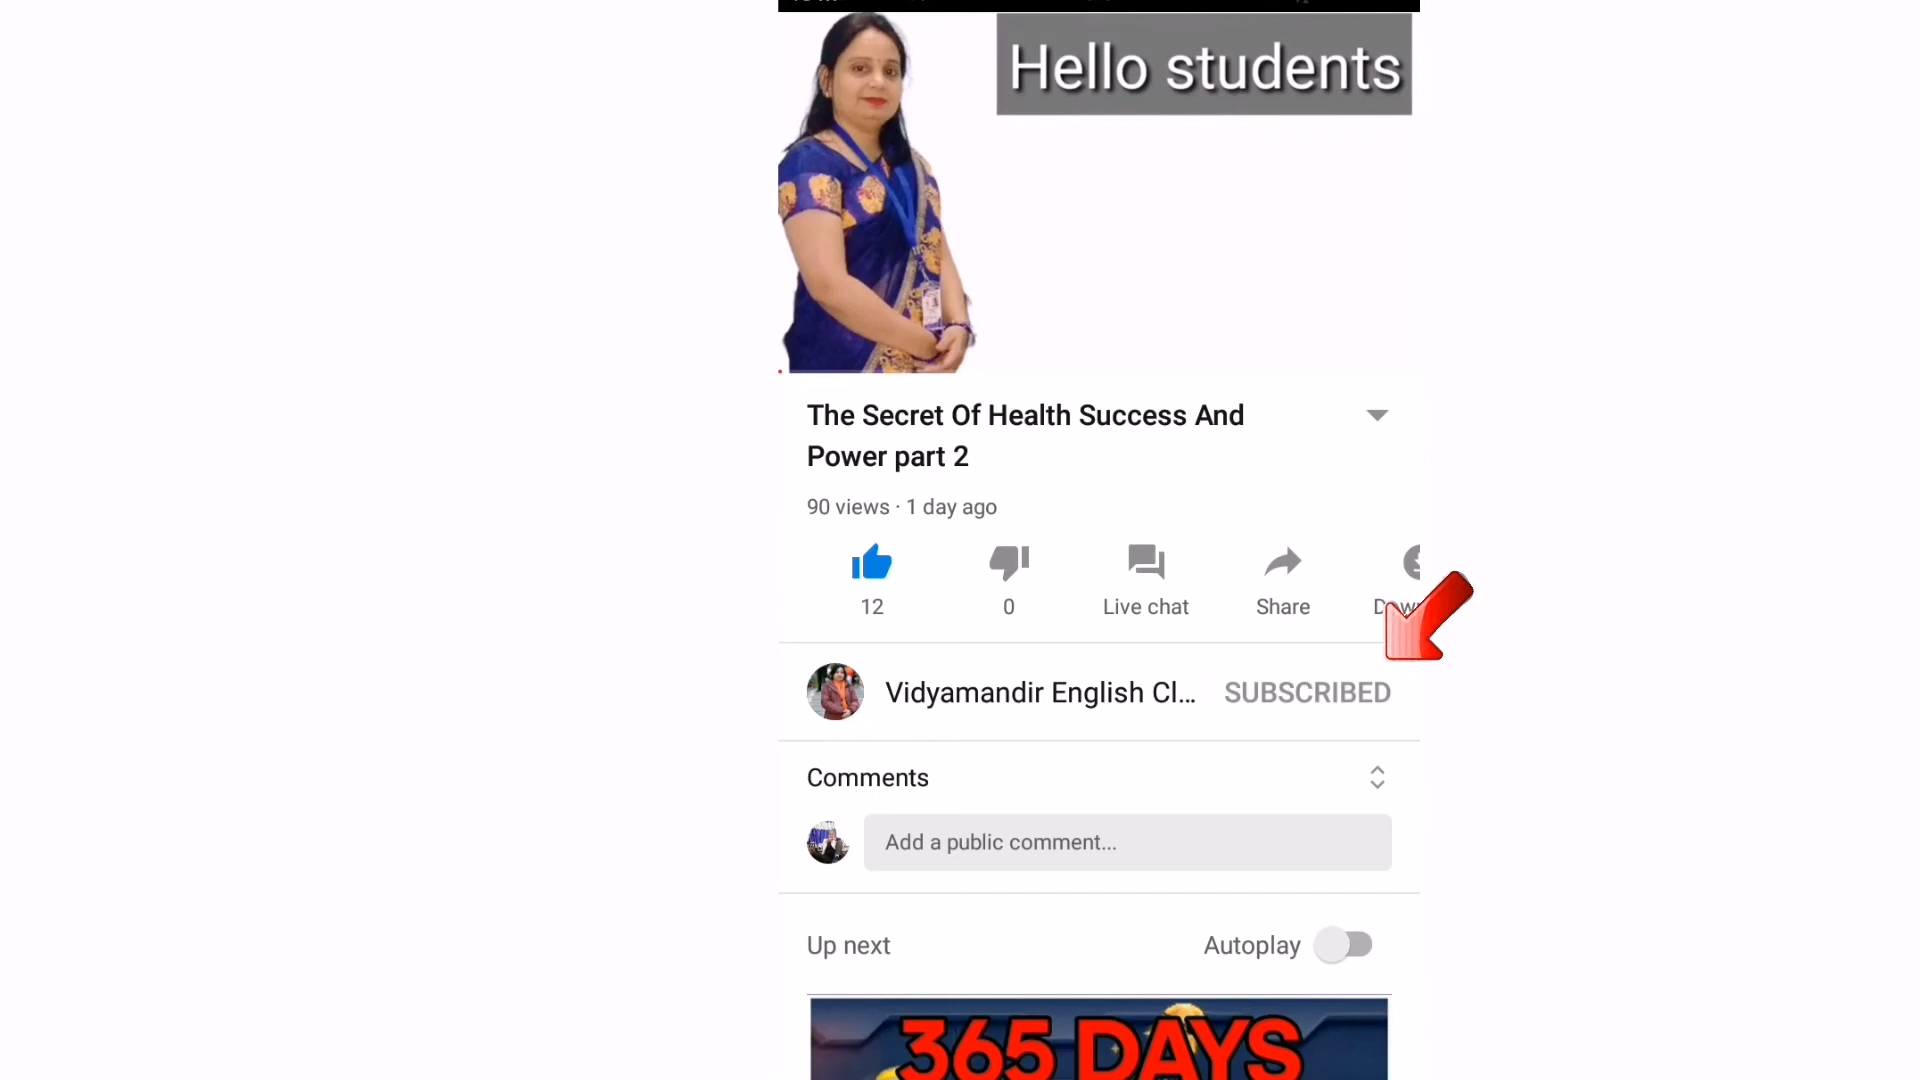 Hello students
The Secret Of Health Success And
Power part 2
90 views · 1 day ago
12
0
Live chat
Share
Vidyamandir English Cl...
SUBSCRIBED
Comments
Add a public comment...
Up next
Autoplay
365 DAYS